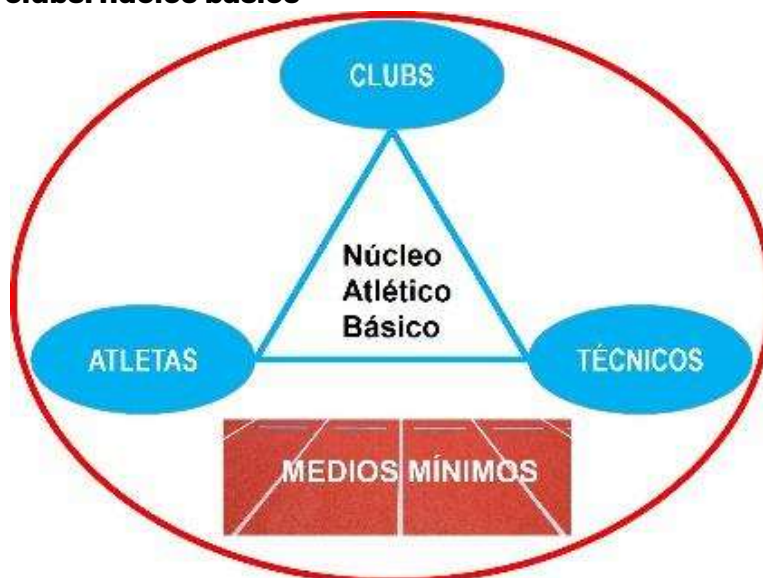 CLUBS
Núcleo
Atlético
Básico
ATLETAS
TÉCNICOS
MEDIOS MÍNIMOS